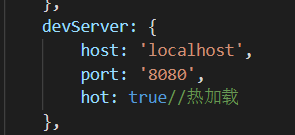 },
devServer: {
host: 'localhost',
port: '8080',
hot: true//热加载
},